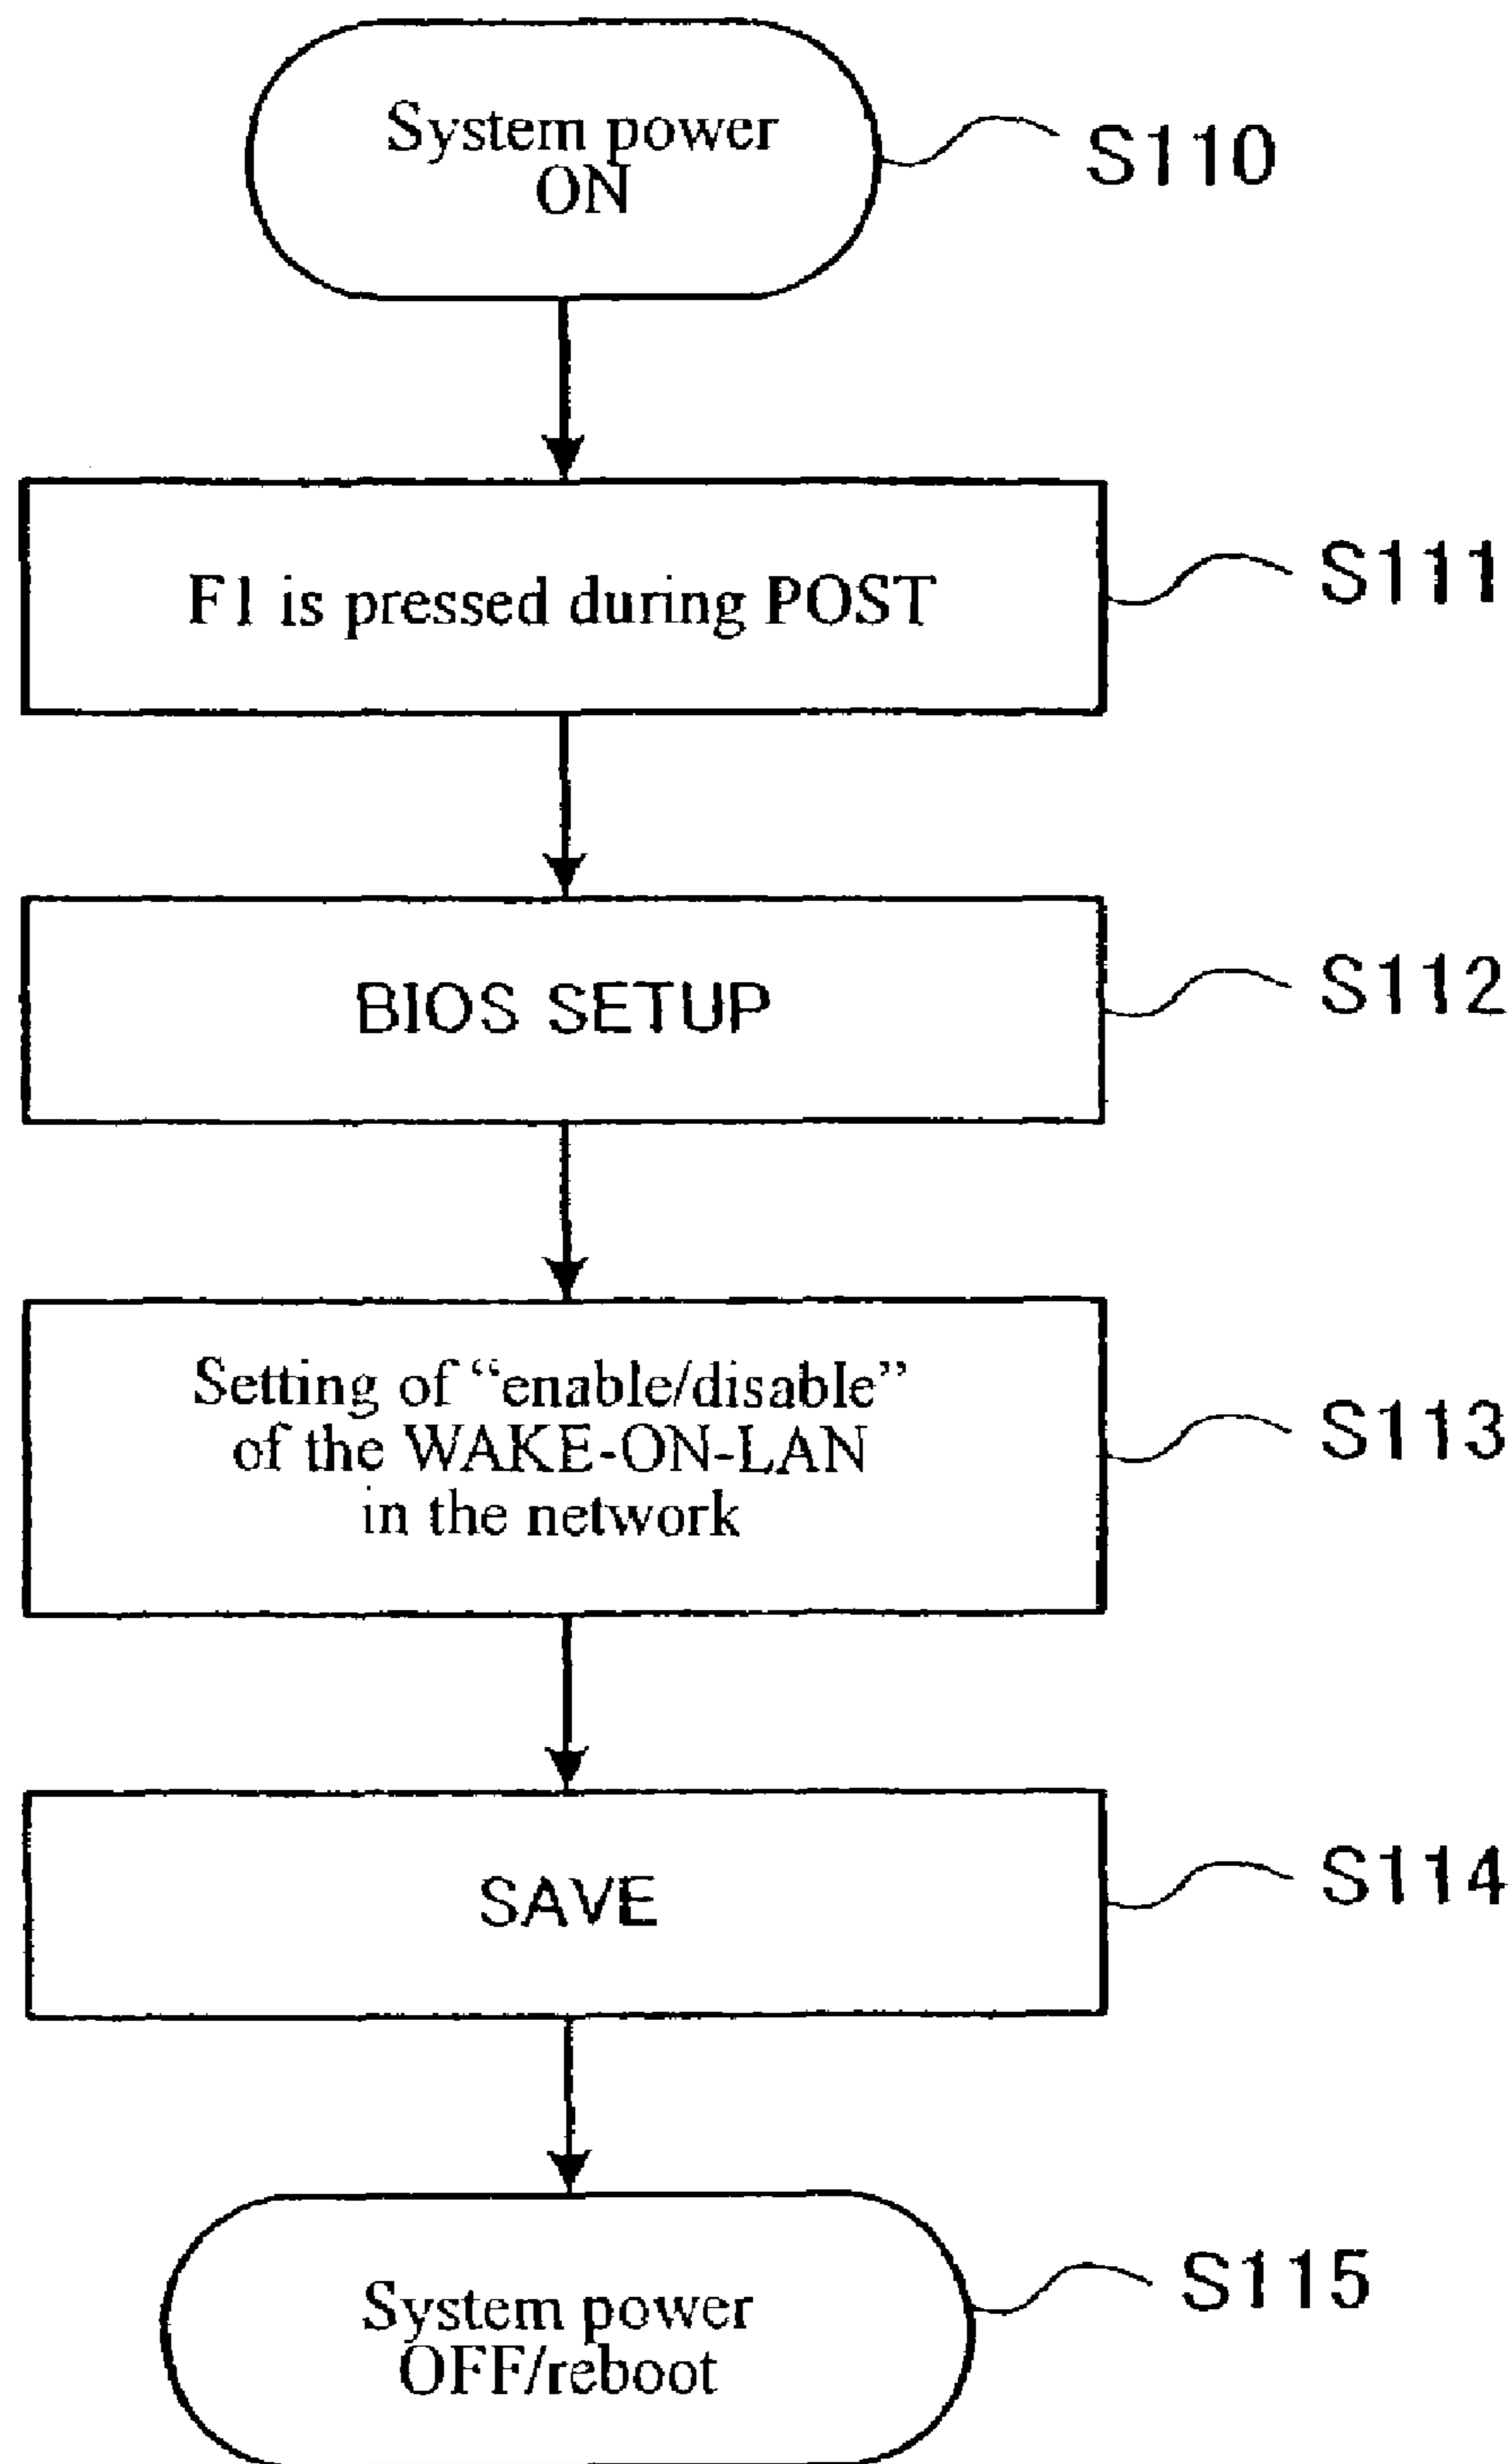 System power
ON
S110
F1 is pressed during POST
S111
BIOS SETUP
S112
Setting of “enable/disable”
of the WAKE-ON-LAN
in the network
S113
SAVE
S114
System power
OFF/reboot
S115